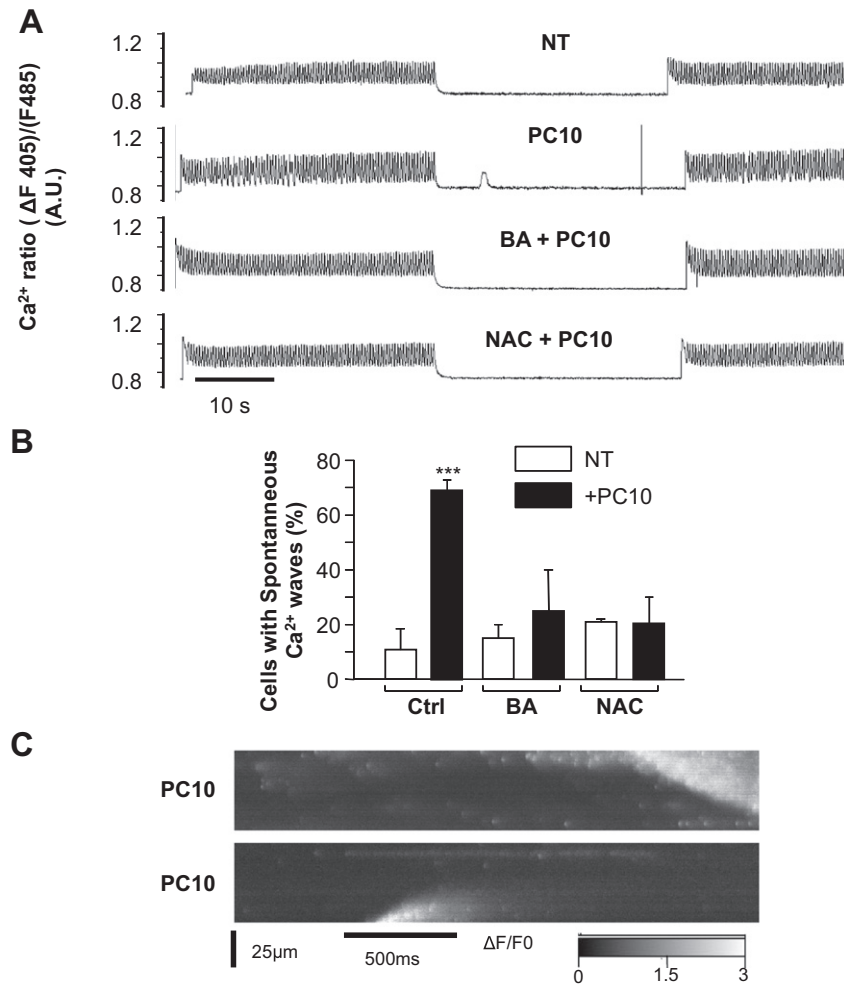 A
Ca²⁺ ratio ( ΔF 405)/(F485)
(A.U.)
1.2
0.8
NT
1.2
0.8
PC10
1.2
0.8
BA + PC10
1.2
0.8
NAC + PC10
10 s
B
Cells with Spontanneous
Ca²⁺ waves (%)
80
60
40
20
0
***
NT
+PC10
Ctrl
BA
NAC
C
PC10
PC10
25µm
500ms
ΔF/F0
0
1.5
3